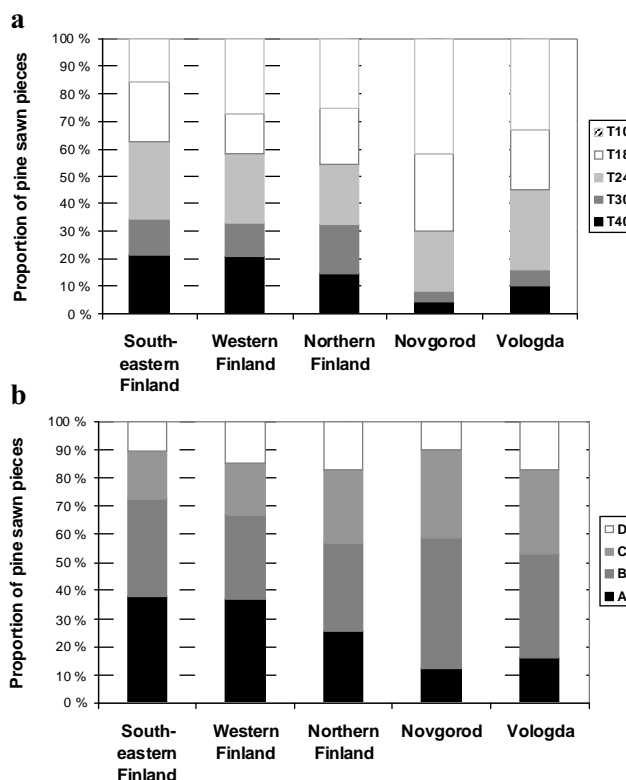 a
Proportion of pine sawn pieces
100 %
90 %
80 %
70 %
60 %
50 %
40 %
30 %
20 %
10 %
0 %
T10
T18
T24
T30
T40
South-
eastern
Finland
Western
Finland
Northern
Finland
Novgorod
Vologda
b
Proportion of pine sawn pieces
100 %
90 %
80 %
70 %
60 %
50 %
40 %
30 %
20 %
10 %
0 %
D
C
B
A
South-
eastern
Finland
Western
Finland
Northern
Finland
Novgorod
Vologda